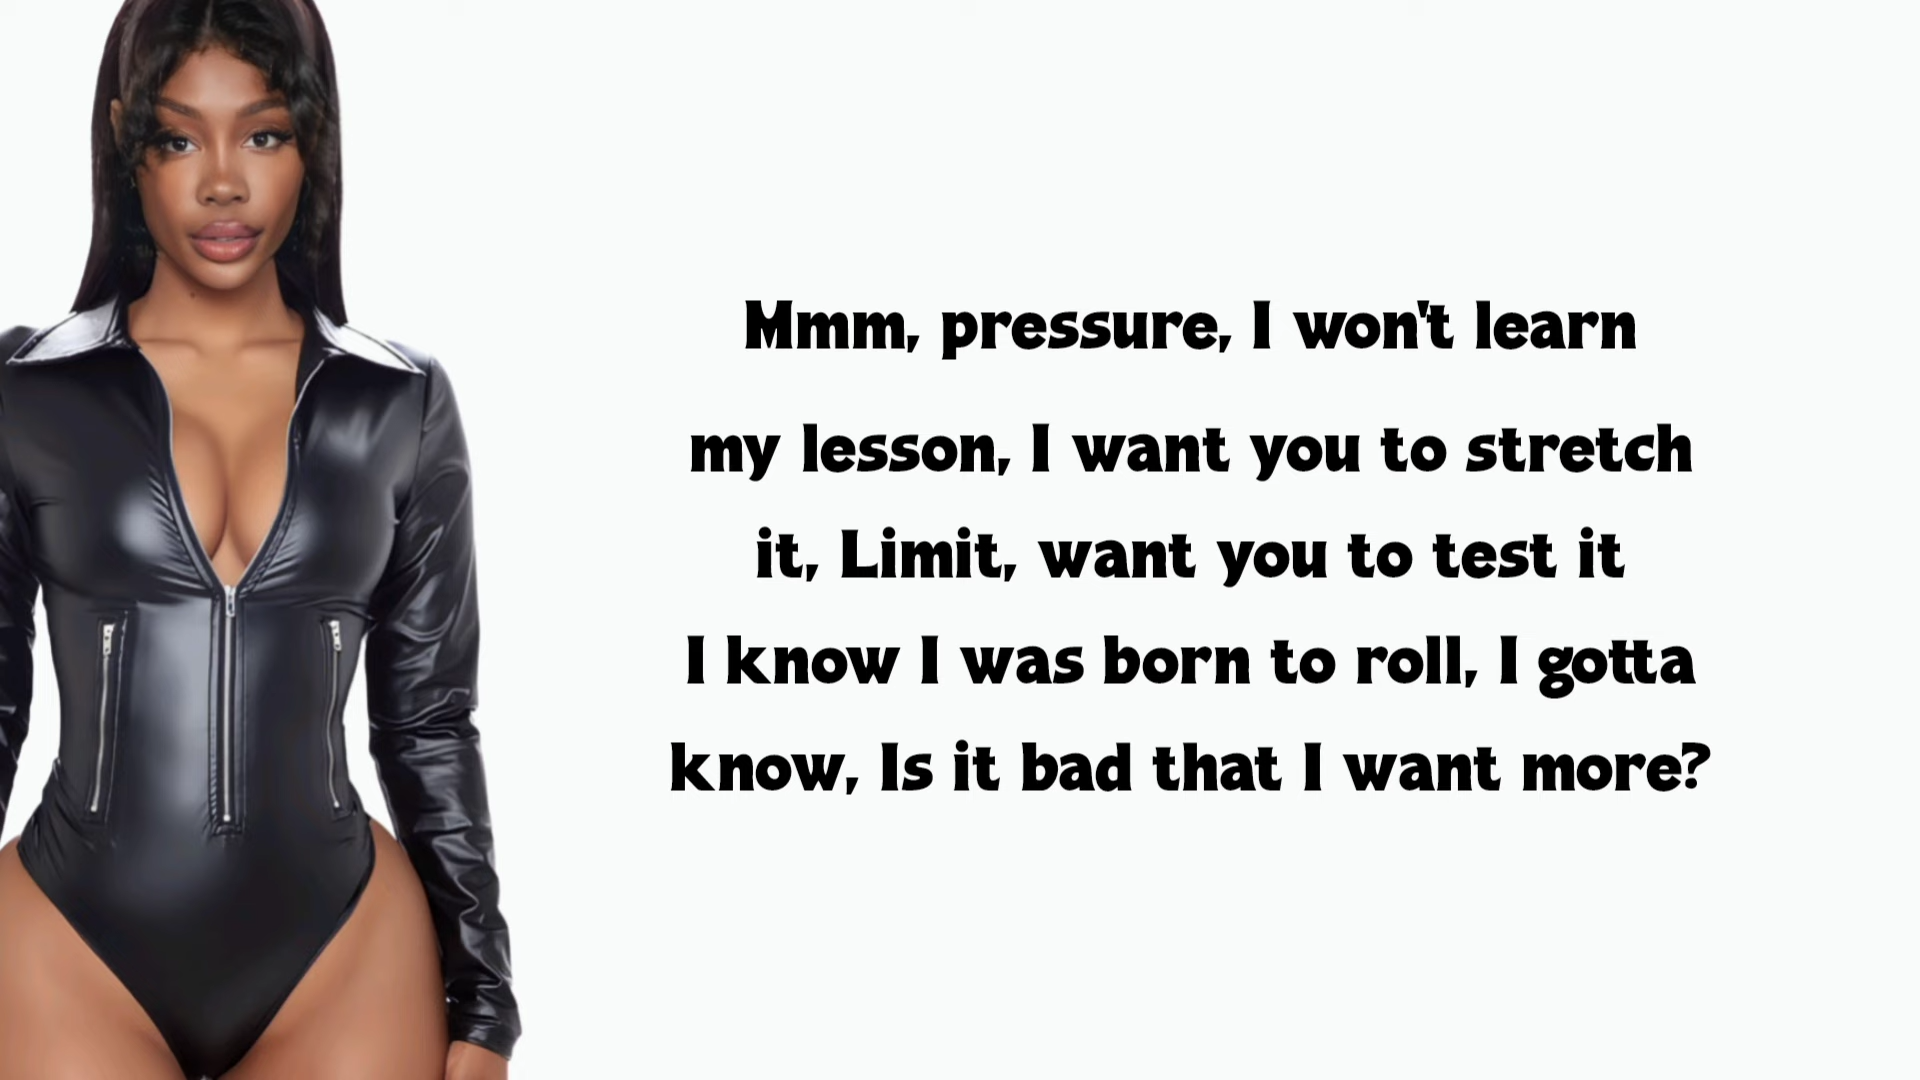 Mmm, pressure, I won't learn
my lesson, I want you to stretch
it, Limit, want you to test it
I know I was born to roll, I gotta
know, Is it bad that I want more?